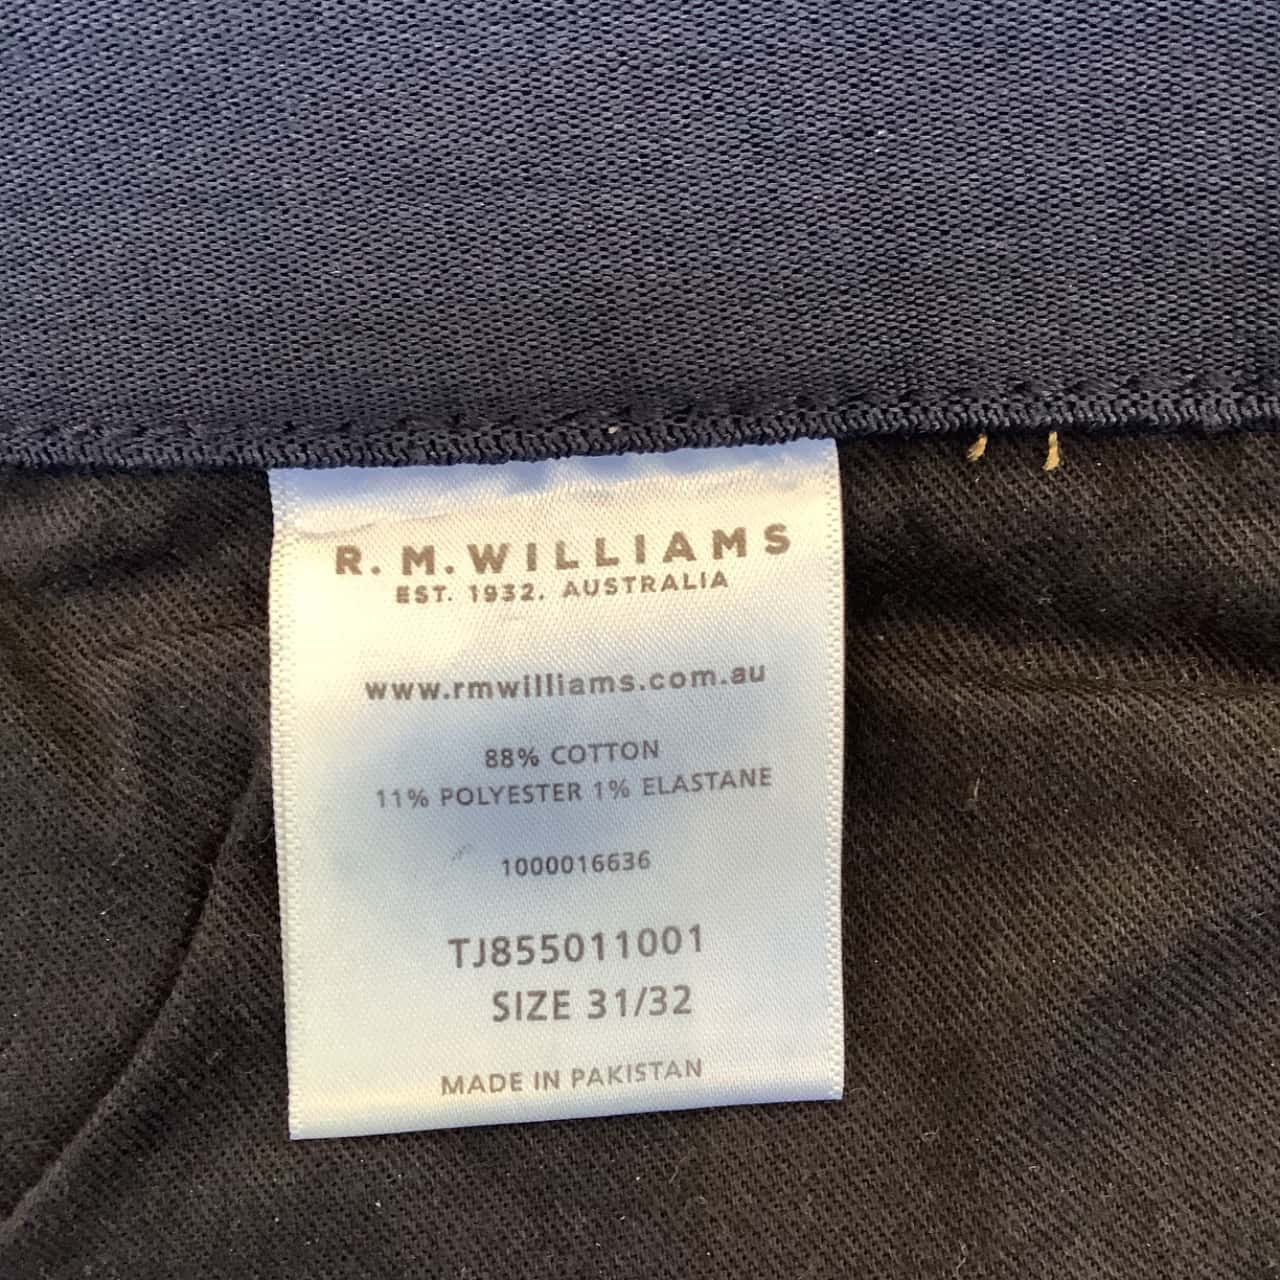 R.M.WILLIAMS
EST. 1932. AUSTRALIA
www.rmwilliams.com.au
88% COTTON
11% POLYESTER 1% ELASTANE
1000016636
TJ855011001
SIZE 31/32
MADE IN PAKISTAN